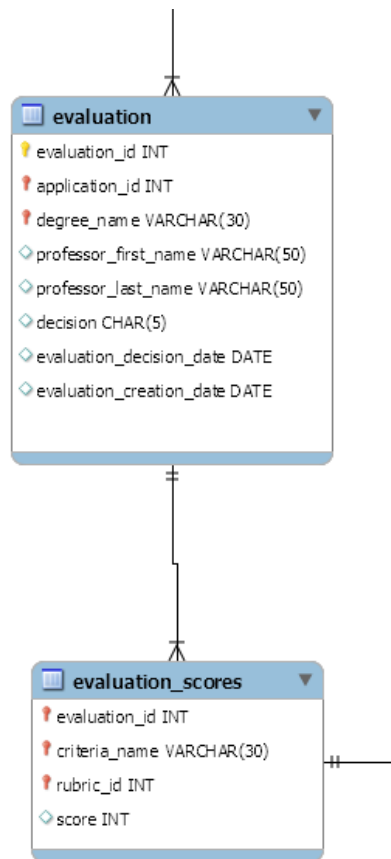 evaluation
evaluation_id INT
application_id INT
degree_name VARCHAR(30)
professor_first_name VARCHAR(50)
professor_last_name VARCHAR(50)
decision CHAR(5)
evaluation_decision_date DATE
evaluation_creation_date DATE
evaluation_scores
evaluation_id INT
criteria_name VARCHAR(30)
rubric_id INT
score INT